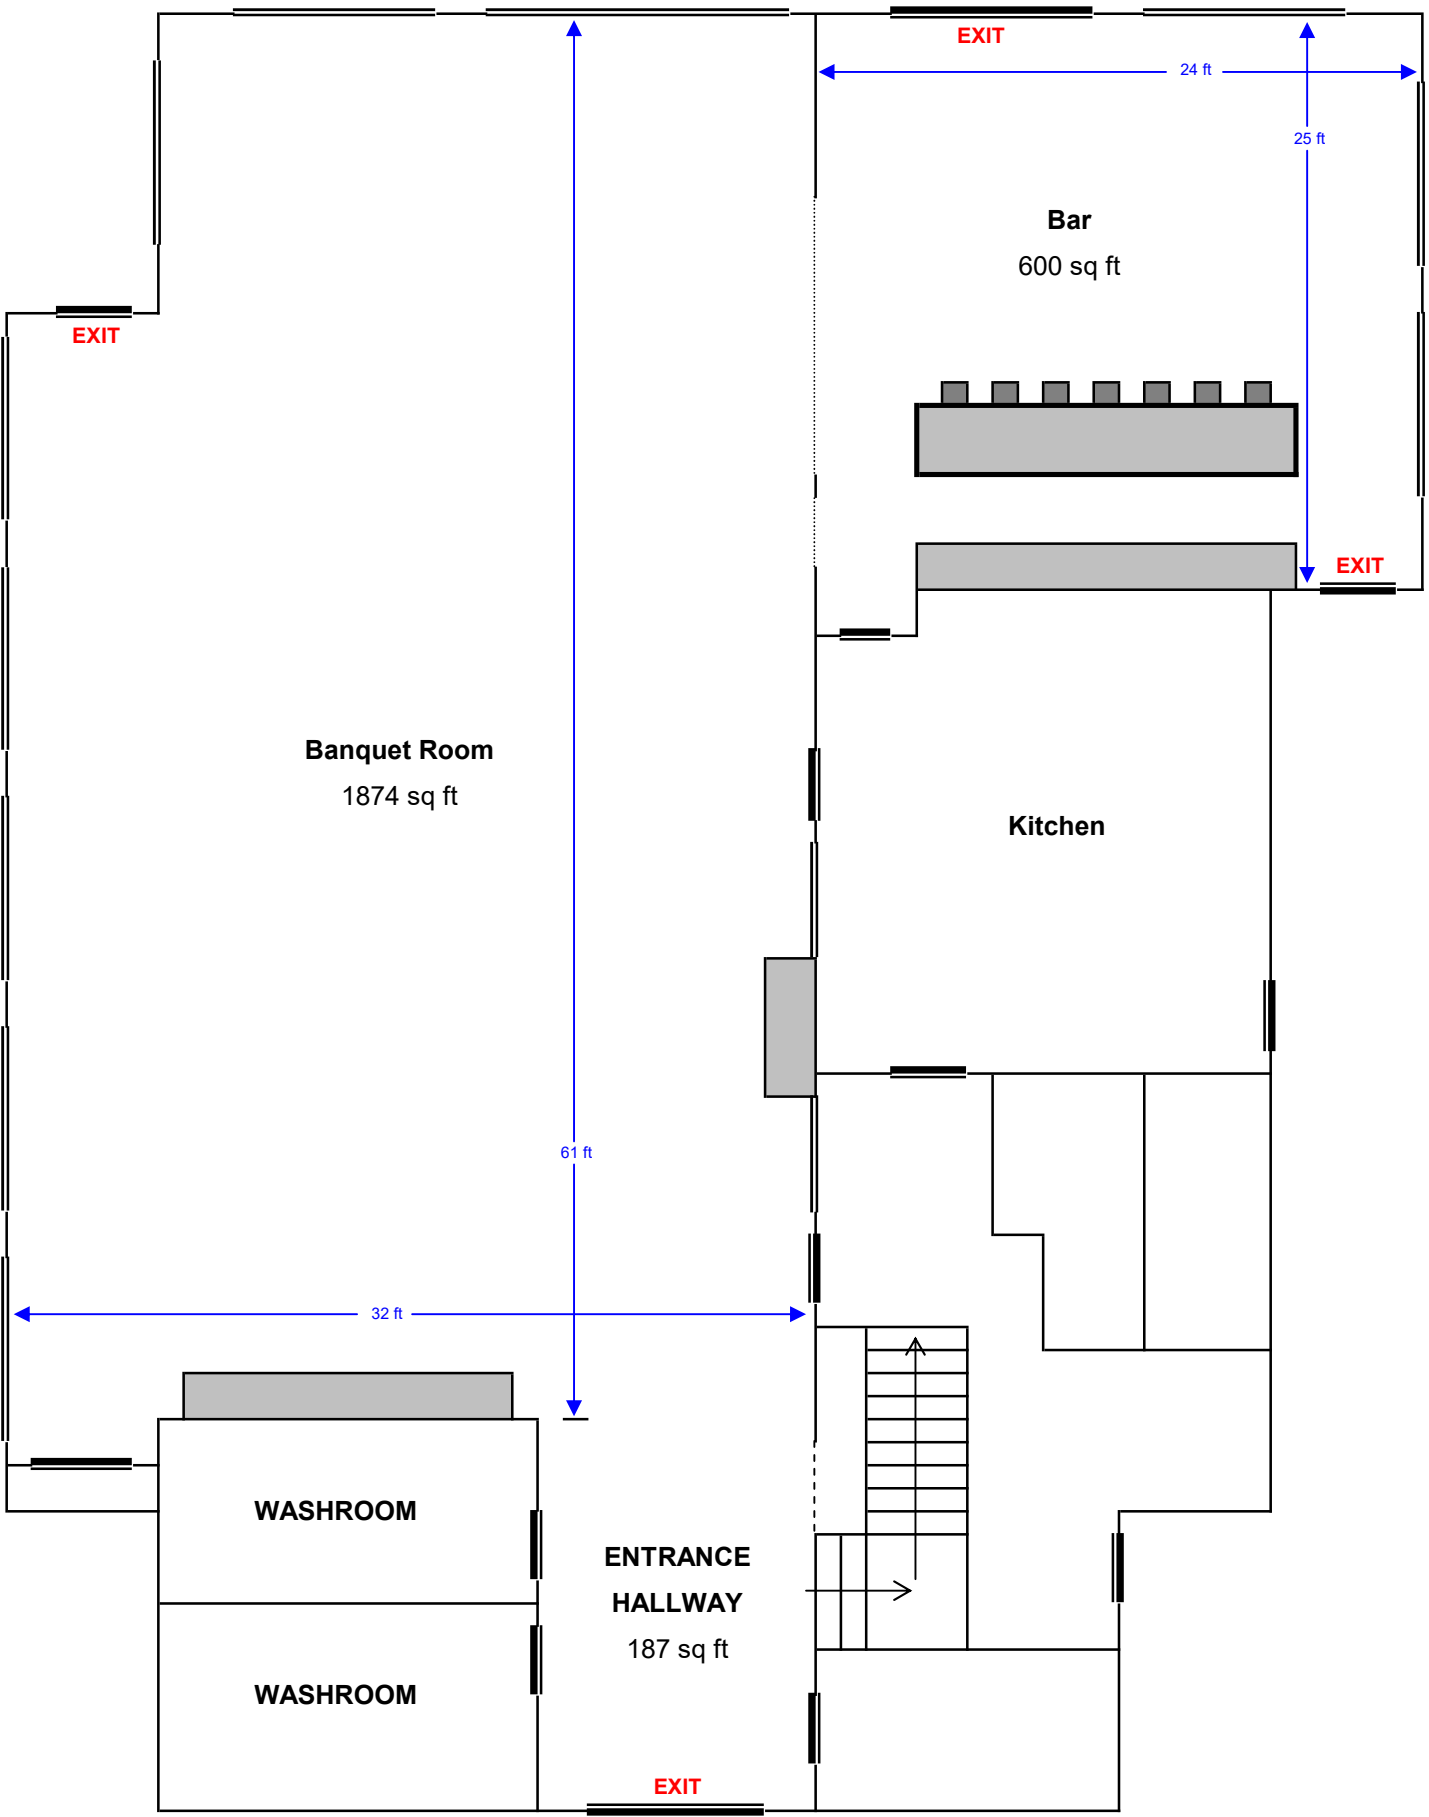 EXIT
24 ft
25 ft
Bar
600 sq ft
EXIT
EXIT
Banquet Room
1874 sq ft
Kitchen
61 ft
32 ft
WASHROOM
ENTRANCE
HALLWAY
187 sq ft
WASHROOM
EXIT